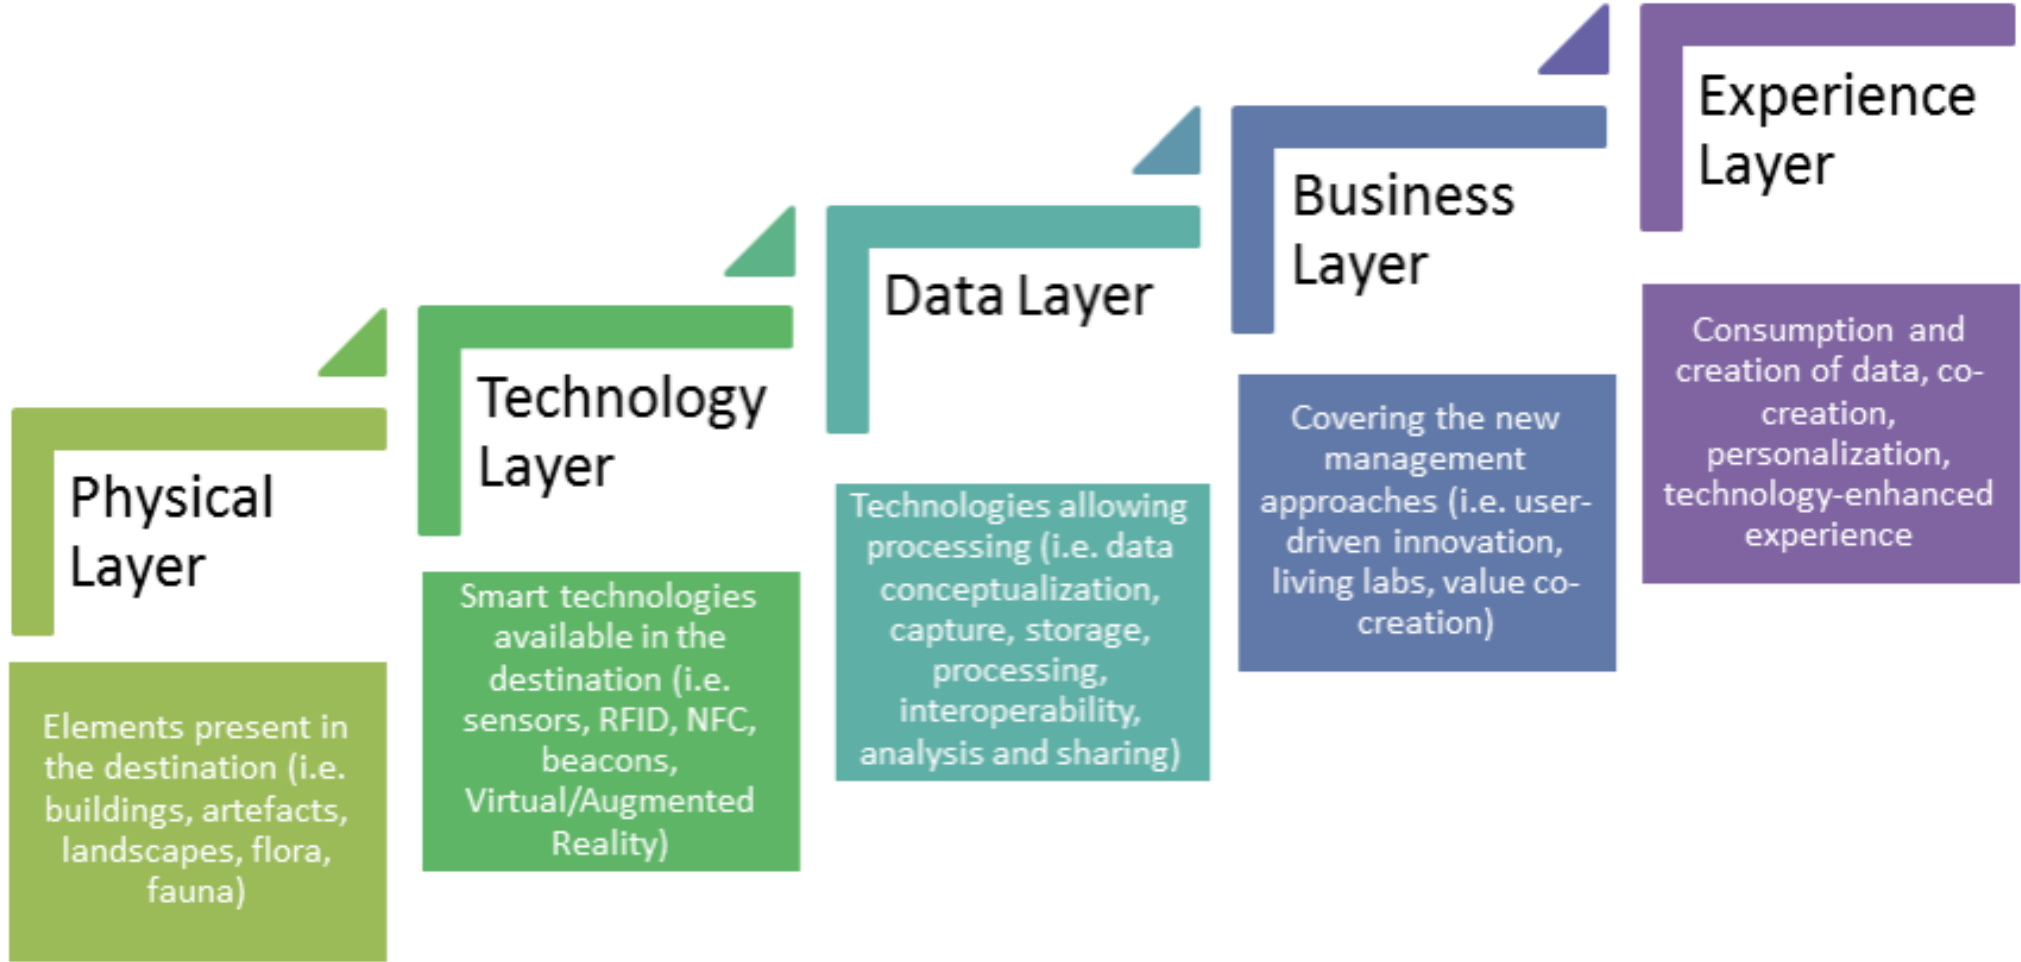 Physical
Layer
Elements present in
the destination (i.e.
buildings, artefacts,
landscapes, flora,
fauna)
Technology
Layer
Smart technologies
available in the
destination (i.e.
sensors, RFID, NFC,
beacons,
Virtual/Augmented
Reality)
Data Layer
Technologies allowing
processing (i.e. data
conceptualization,
capture, storage,
processing,
interoperability,
analysis and sharing)
Business
Layer
Covering the new
management
approaches (i.e. user-
driven innovation,
living labs, value co-
creation)
Experience
Layer
Consumption and
creation of data, co-
creation,
personalization,
technology-enhanced
experience